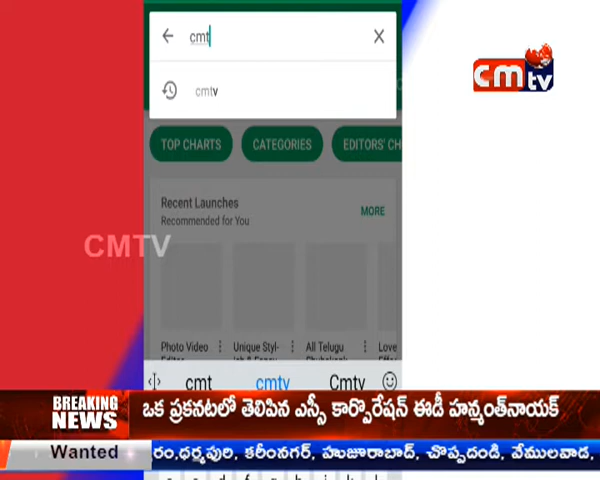 cmt
cmtv
cmtv
TOP CHARTS
CATEGORIES
EDITORS' CH
Recent Launches
Recommended for You
MORE
CMTV
Photo Video
Unique Styl-
All Telugu
Love
cmt
cmtv
Cmtv
BREAKING
NEWS
ఒక ప్రకనటలో తెలిపిన ఎస్సీ కార్పొరేషన్ ఈడీ హన్మంత్‌నాయక్
Wanted
రం,ధర్మపురి, కరీంనగర్, హుజూరాబాద్, చొప్పదండి, వేములవాడ,